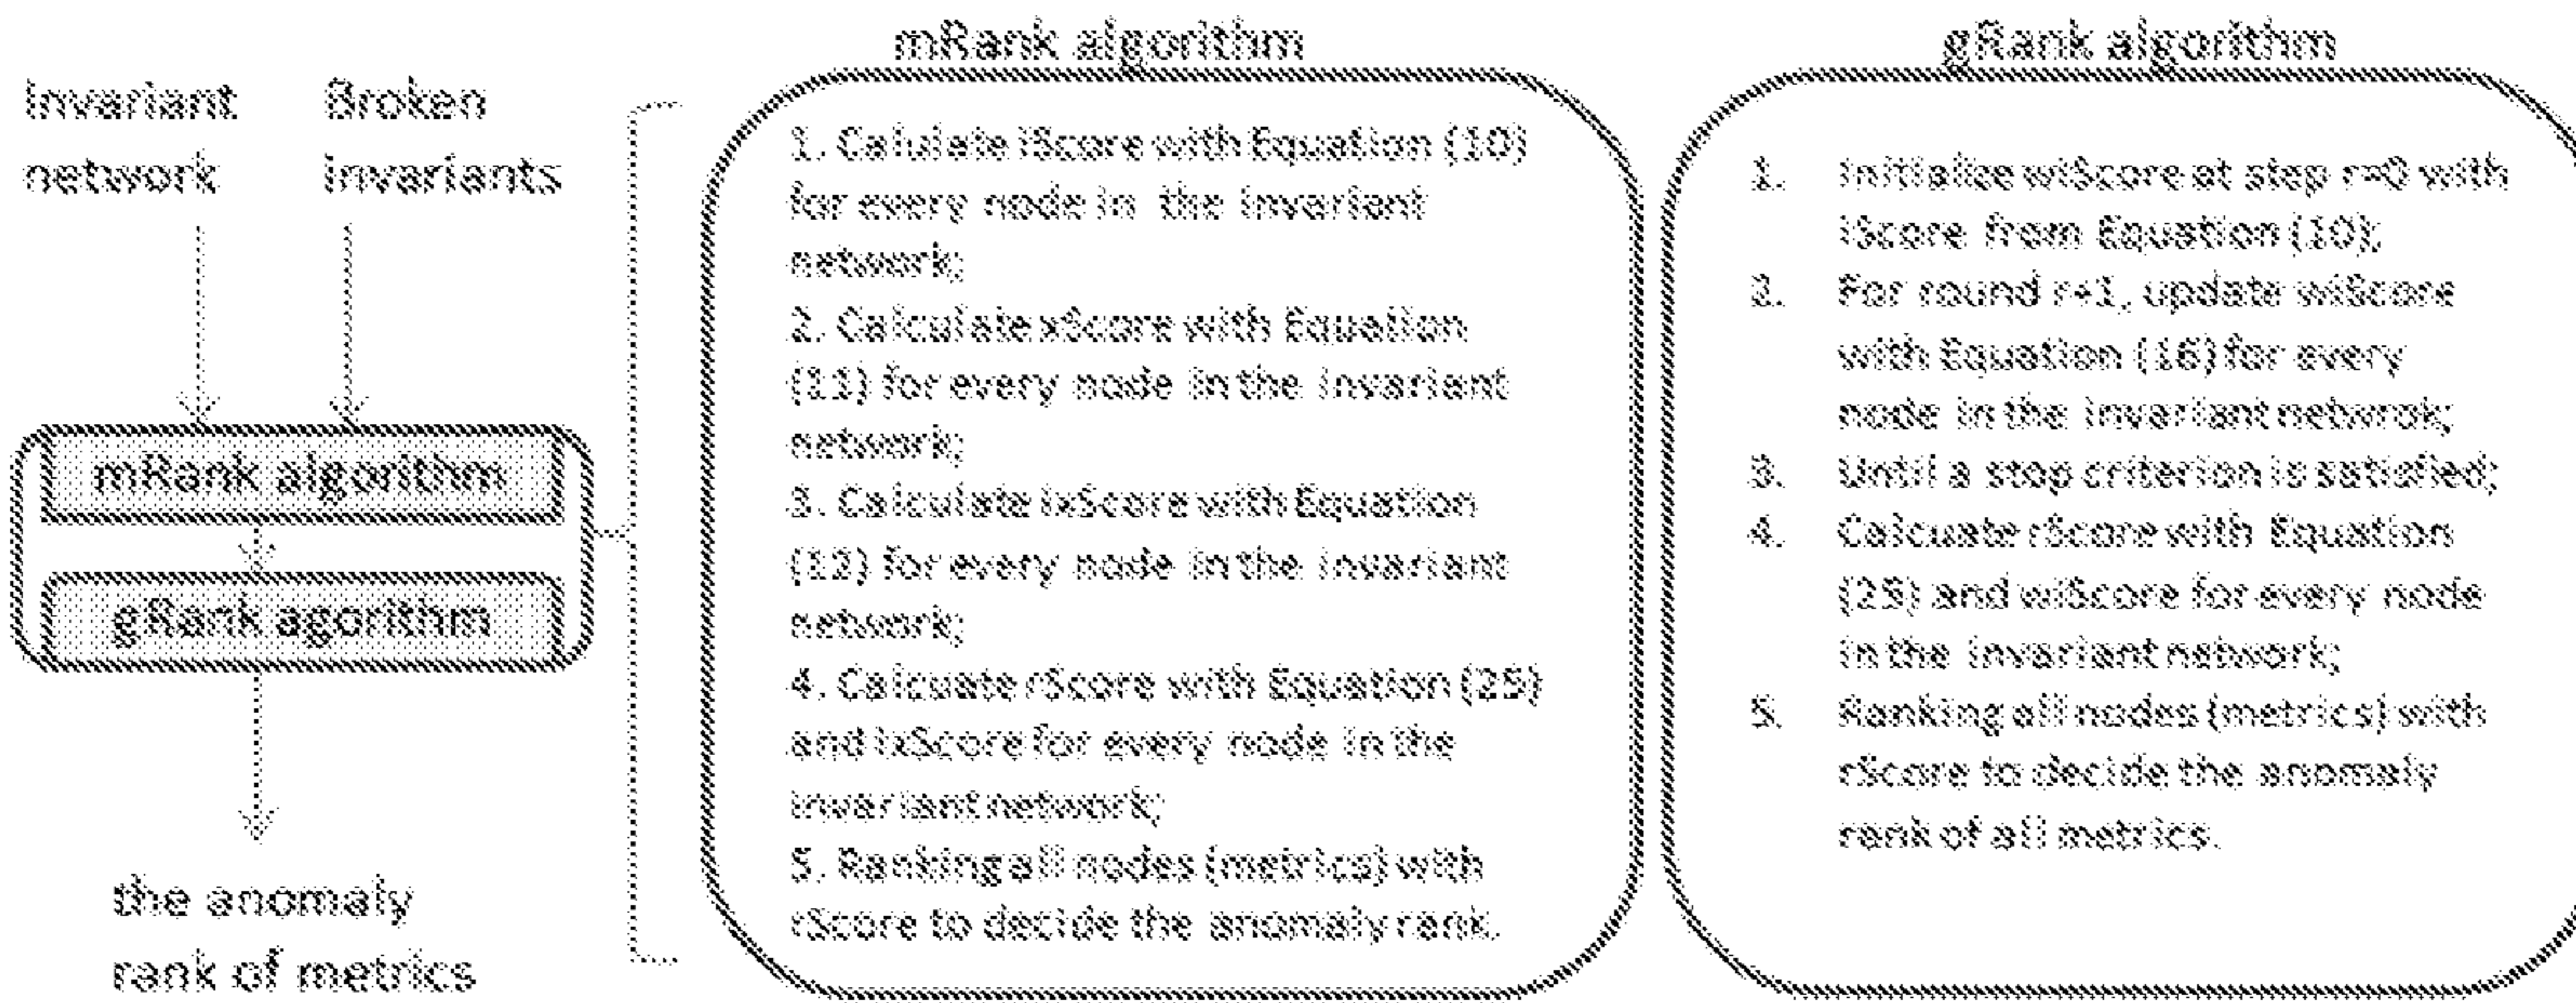 Invariant network
Broken invariants
mRank algorithm
gRank agorithm
the anomaly
rank of metrics
mRank algorithm
1. Calulate iScore with Equation (10)
for every node in the invariant
network;
2. Calculate xScore with Equation
(11) for every node in the invariant
network;
3. Calculate ixScore with Equation
(12) for every node in the invariant
network;
4. Calcuate rScore with Equation (25)
and ixScore for every node in the
invariant network;
5. Ranking all nodes (metrics) with
rScore to decide the anomaly rank.
gRank algorithm
1. Initialize wiScore at step r=0 with
iScore from Equation (10);
2. For round r+1, update wiScore
with Equation (16) for every
node in the invariant netwrok;
3. Until a stop criterion is satisfied;
4. Calcuate rScore with Equation
(25) and wiScore for every node
in the invariant network;
5. Ranking all nodes (metrics) with
rScore to decide the anomaly
rank of all metrics.